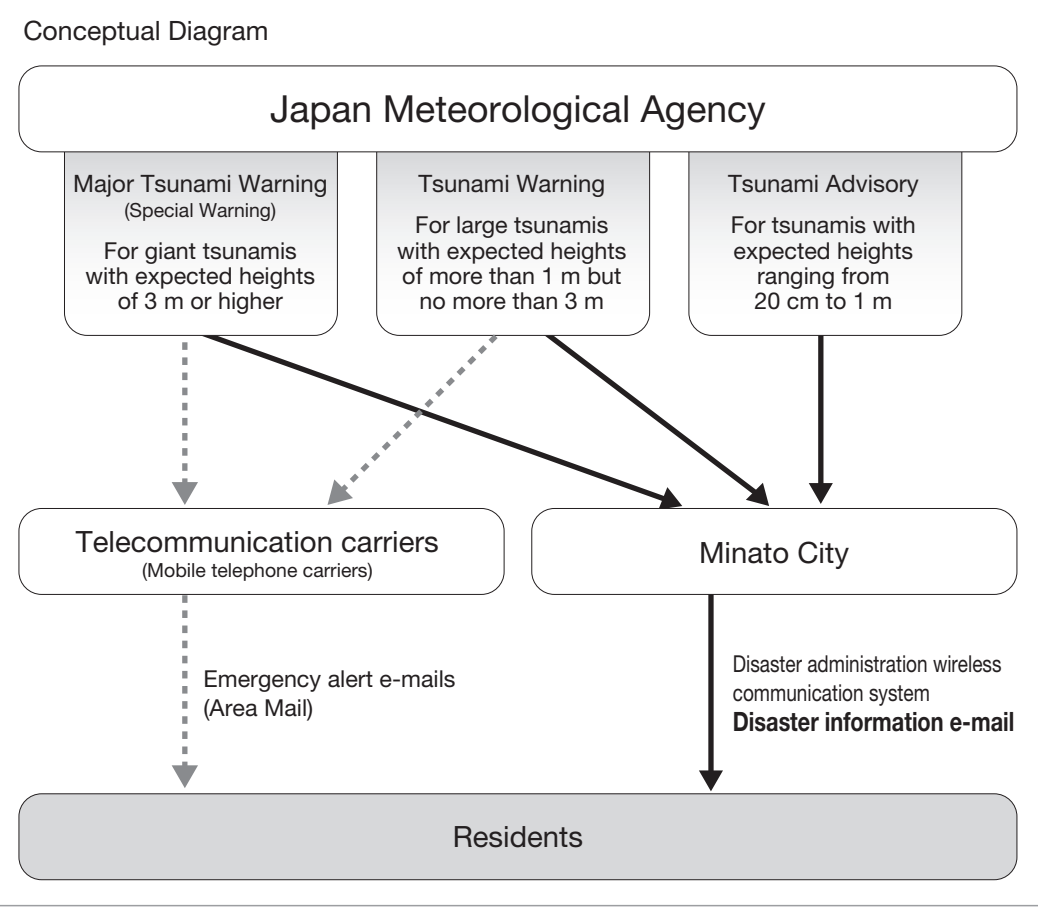 Conceptual Diagram
Japan Meteorological Agency
Major Tsunami Warning
(Special Warning)
For giant tsunamis
with expected heights
of 3 m or higher
Tsunami Warning
For large tsunamis
with expected heights
of more than 1 m but
no more than 3 m
Tsunami Advisory
For tsunamis with
expected heights
ranging from
20 cm to 1 m
Telecommunication carriers
(Mobile telephone carriers)
Minato City
Emergency alert e-mails
(Area Mail)
Disaster administration wireless
communication system
Disaster information e-mail
Residents